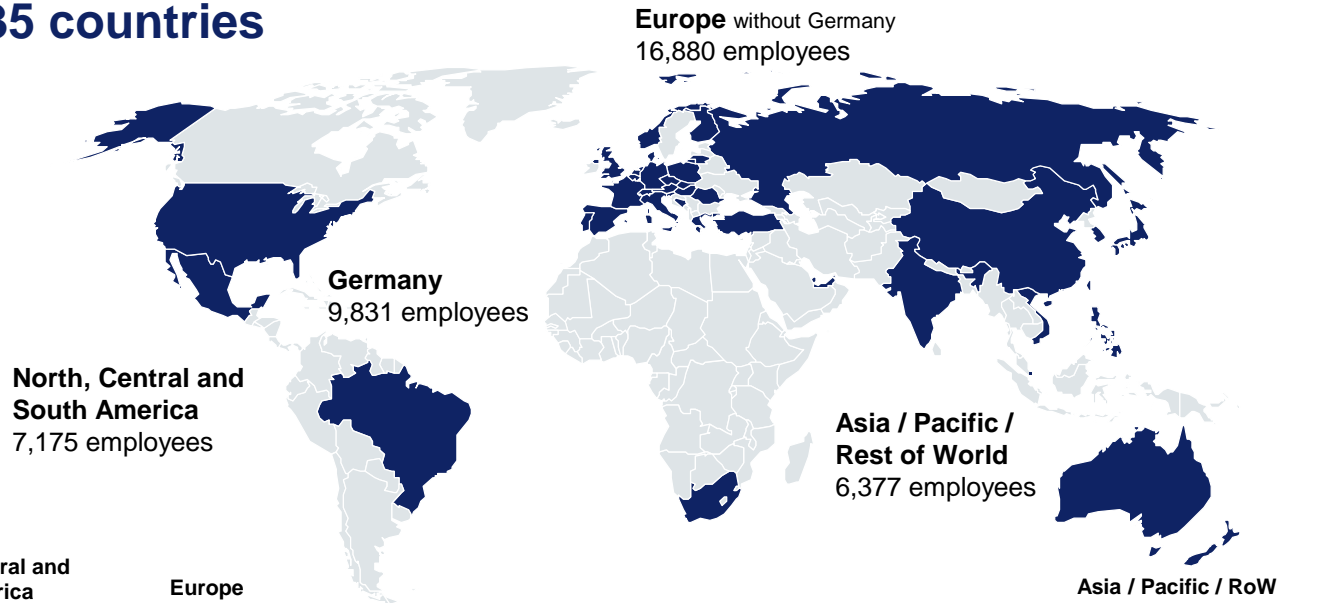 35 countries
Europe without Germany
16,880 employees
Germany
9,831 employees
North, Central and
South America
7,175 employees
Asia / Pacific /
Rest of World
6,377 employees
and
Europe
Asia / Pacific / RoW